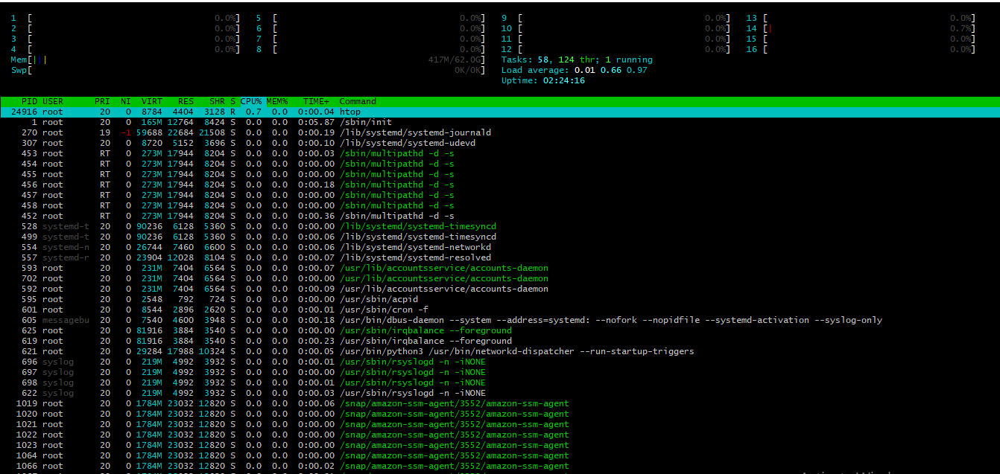 1 [ 0.0%] 5 [ 0.0%] 9 [ 0.0%] 13 [ 0.0%]
2 [ 0.0%] 6 [ 0.0%] 10 [ 0.0%] 14 [| 0.7%]
3 [ 0.0%] 7 [ 0.0%] 11 [ 0.0%] 15 [ 0.0%]
4 [ 0.0%] 8 [ 0.0%] 12 [ 0.0%] 16 [ 0.0%]
Mem[||| 417M/62.0G] Tasks: 58, 124 thr; 1 running
Swp[ 0K/0K] Load average: 0.01 0.66 0.97
Uptime: 02:24:16
PID USER PRI NI VIRT RES SHR S CPU% MEM% TIME+ Command
24916 root 20 0 8784 4404 3128 R 0.7 0.0 0:00.04 htop
1 root 20 0 165M 12764 8424 S 0.0 0.0 0:05.87 /sbin/init
270 root 19 -1 59688 22684 21508 S 0.0 0.0 0:00.19 /lib/systemd/systemd-journald
307 root 20 0 8720 5152 3696 S 0.0 0.0 0:00.10 /lib/systemd/systemd-udevd
453 root RT 0 273M 17944 8204 S 0.0 0.0 0:00.03 /sbin/multipathd -d -s
454 root RT 0 273M 17944 8204 S 0.0 0.0 0:00.00 /sbin/multipathd -d -s
455 root RT 0 273M 17944 8204 S 0.0 0.0 0:00.00 /sbin/multipathd -d -s
456 root RT 0 273M 17944 8204 S 0.0 0.0 0:00.18 /sbin/multipathd -d -s
457 root RT 0 273M 17944 8204 S 0.0 0.0 0:00.00 /sbin/multipathd -d -s
458 root RT 0 273M 17944 8204 S 0.0 0.0 0:00.00 /sbin/multipathd -d -s
452 root RT 0 273M 17944 8204 S 0.0 0.0 0:00.36 /sbin/multipathd -d -s
528 systemd-t 20 0 90236 6128 5360 S 0.0 0.0 0:00.00 /lib/systemd/systemd-timesyncd
499 systemd-t 20 0 90236 6128 5360 S 0.0 0.0 0:00.06 /lib/systemd/systemd-timesyncd
554 systemd-n 20 0 26744 7460 6600 S 0.0 0.0 0:00.06 /lib/systemd/systemd-networkd
557 systemd-r 20 0 23904 12028 8104 S 0.0 0.0 0:00.07 /lib/systemd/systemd-resolved
593 root 20 0 231M 7404 6564 S 0.0 0.0 0:00.07 /usr/lib/accountsservice/accounts-daemon
702 root 20 0 231M 7404 6564 S 0.0 0.0 0:00.00 /usr/lib/accountsservice/accounts-daemon
592 root 20 0 231M 7404 6564 S 0.0 0.0 0:00.09 /usr/lib/accountsservice/accounts-daemon
595 root 20 0 2548 792 724 S 0.0 0.0 0:00.00 /usr/sbin/acpid
601 root 20 0 8544 2896 2620 S 0.0 0.0 0:00.01 /usr/sbin/cron -f
605 messagebu 20 0 7540 4600 3948 S 0.0 0.0 0:00.18 /usr/bin/dbus-daemon --system --address=systemd: --nofork --nopidfile --systemd-activation --syslog-only
625 root 20 0 81916 3884 3540 S 0.0 0.0 0:00.00 /usr/sbin/irqbalance --foreground
619 root 20 0 81916 3884 3540 S 0.0 0.0 0:00.23 /usr/sbin/irqbalance --foreground
621 root 20 0 29284 17988 10324 S 0.0 0.0 0:00.05 /usr/bin/python3 /usr/bin/networkd-dispatcher --run-startup-triggers
696 syslog 20 0 219M 4992 3932 S 0.0 0.0 0:00.01 /usr/sbin/rsyslogd -n -iNONE
697 syslog 20 0 219M 4992 3932 S 0.0 0.0 0:00.00 /usr/sbin/rsyslogd -n -iNONE
698 syslog 20 0 219M 4992 3932 S 0.0 0.0 0:00.01 /usr/sbin/rsyslogd -n -iNONE
622 syslog 20 0 219M 4992 3932 S 0.0 0.0 0:00.03 /usr/sbin/rsyslogd -n -iNONE
1019 root 20 0 1784M 23032 12820 S 0.0 0.0 0:00.06 /snap/amazon-ssm-agent/3552/amazon-ssm-agent
1020 root 20 0 1784M 23032 12820 S 0.0 0.0 0:00.00 /snap/amazon-ssm-agent/3552/amazon-ssm-agent
1021 root 20 0 1784M 23032 12820 S 0.0 0.0 0:00.00 /snap/amazon-ssm-agent/3552/amazon-ssm-agent
1022 root 20 0 1784M 23032 12820 S 0.0 0.0 0:00.00 /snap/amazon-ssm-agent/3552/amazon-ssm-agent
1023 root 20 0 1784M 23032 12820 S 0.0 0.0 0:00.00 /snap/amazon-ssm-agent/3552/amazon-ssm-agent
1064 root 20 0 1784M 23032 12820 S 0.0 0.0 0:00.00 /snap/amazon-ssm-agent/3552/amazon-ssm-agent
1066 root 20 0 1784M 23032 12820 S 0.0 0.0 0:00.02 /snap/amazon-ssm-agent/3552/amazon-ssm-agent